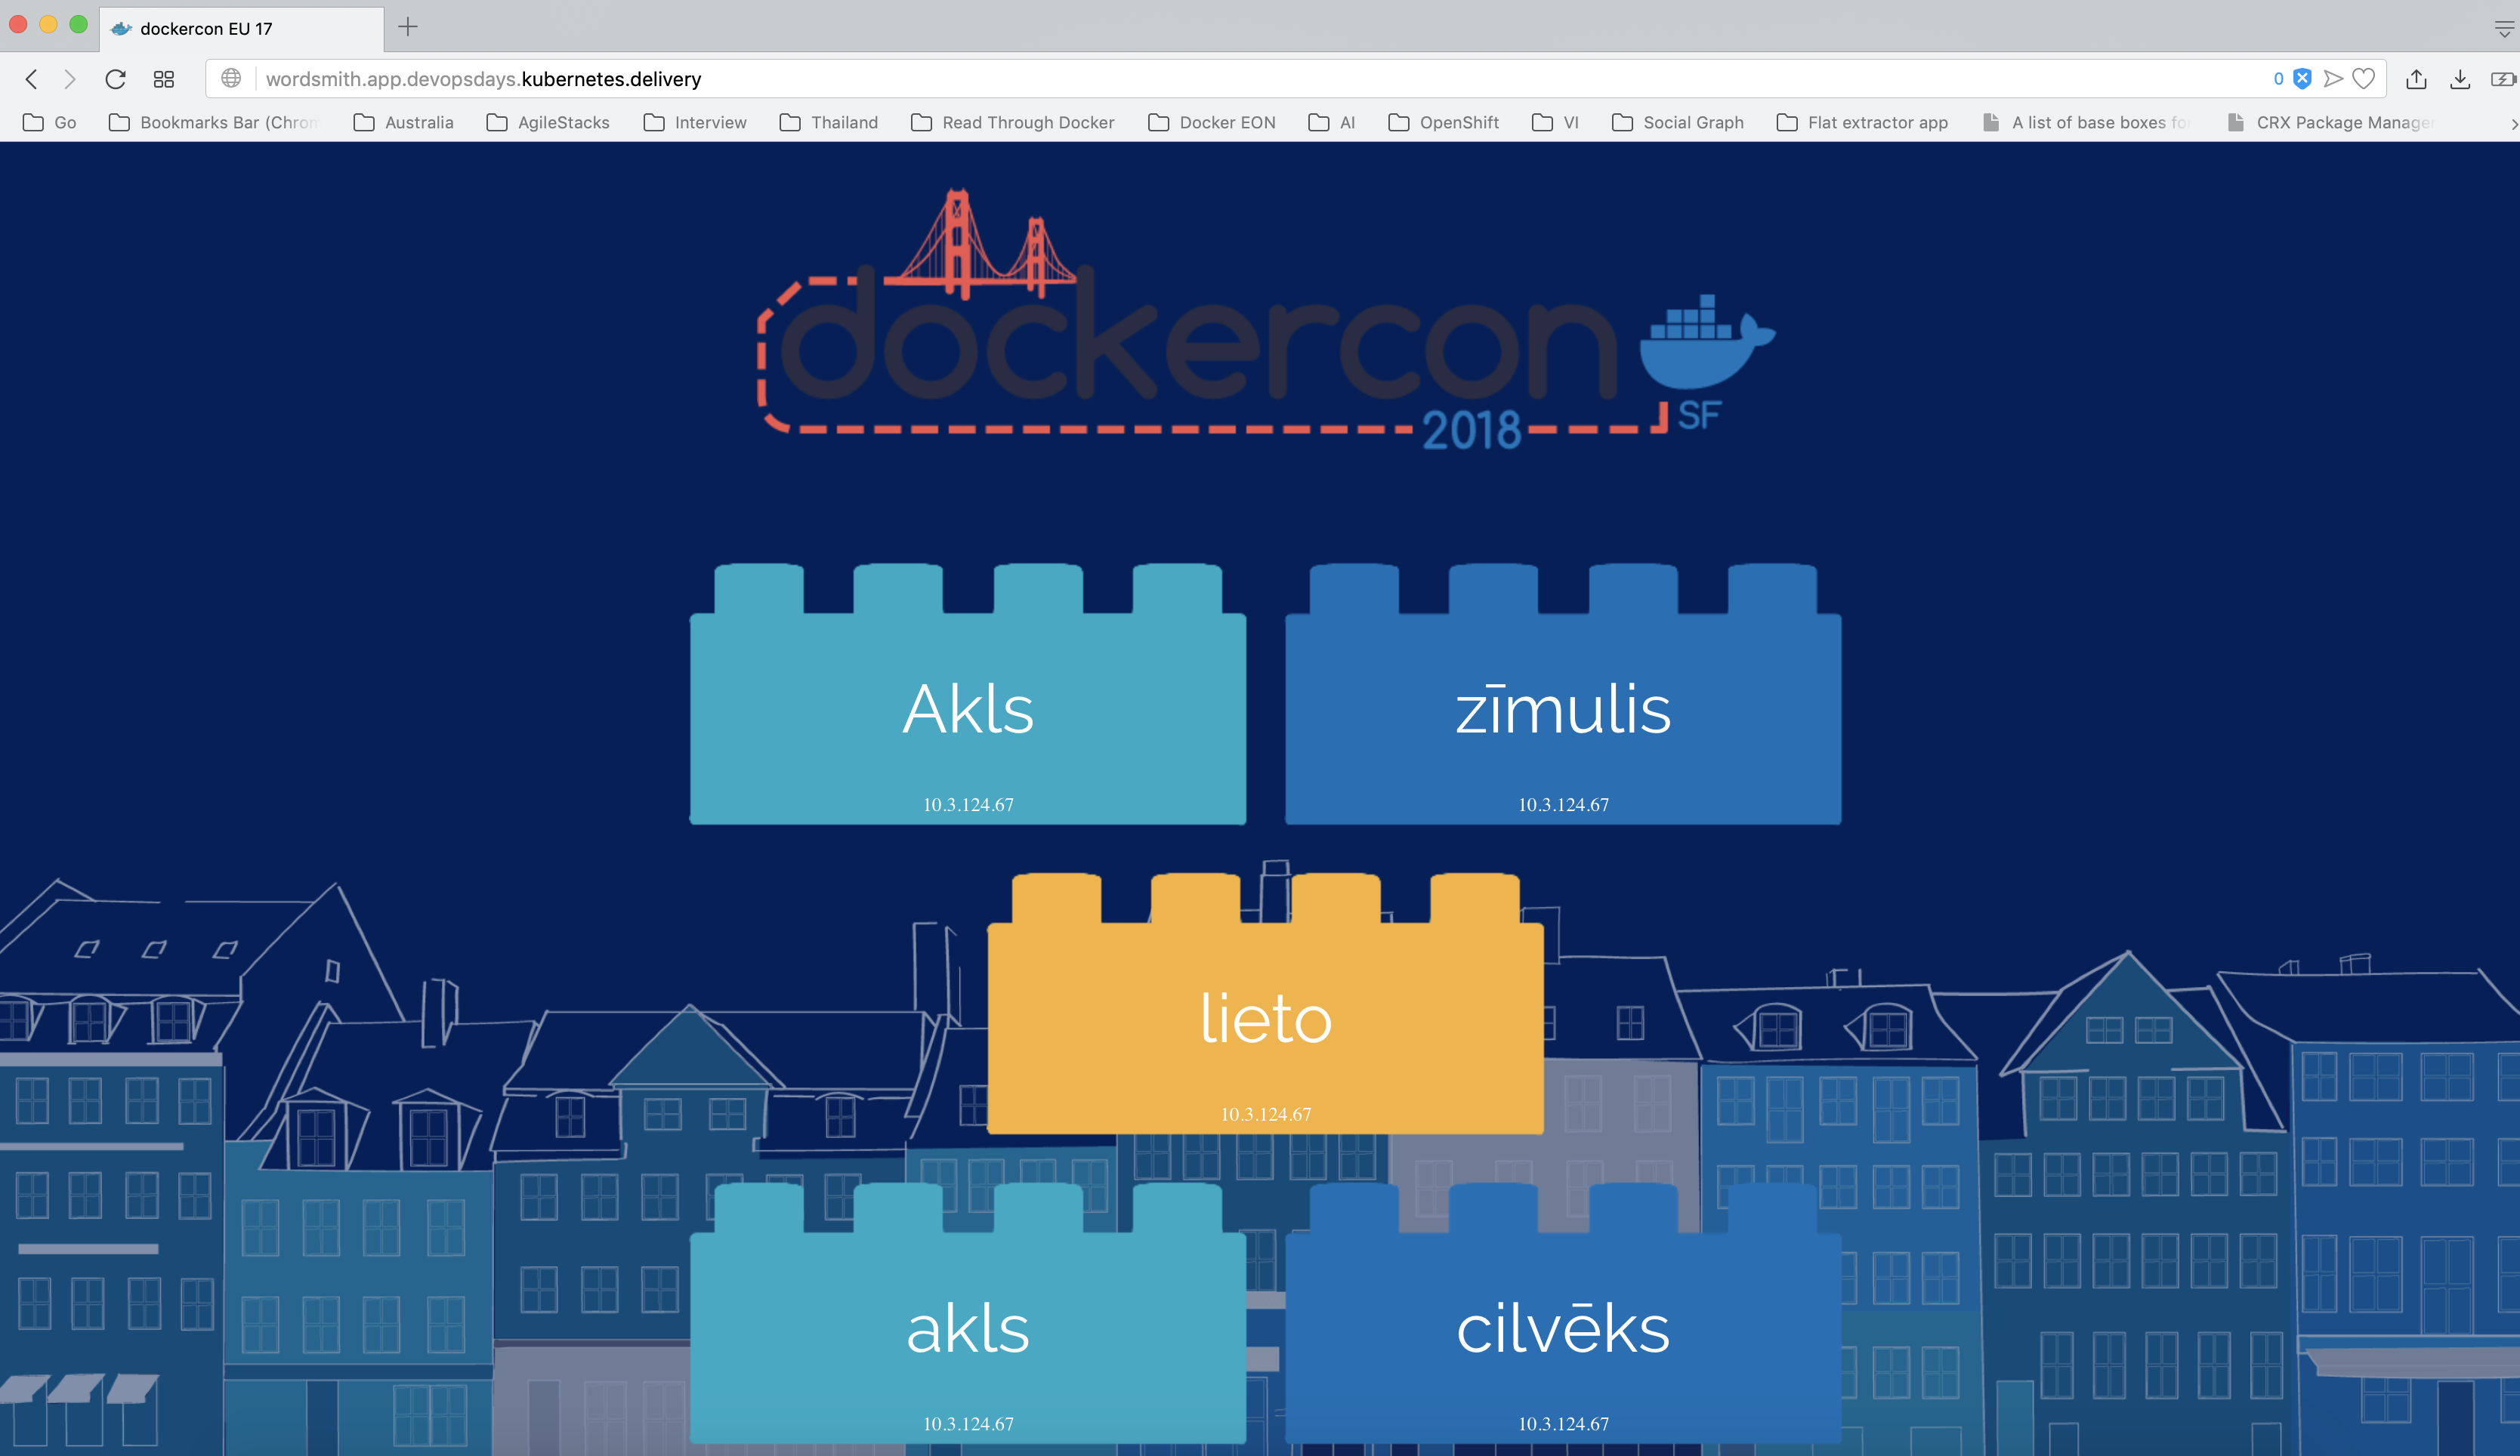 dockercon EU 17
wordsmith.app.devopsdays.kubernetes.delivery
0
Go
Bookmarks Bar (Chrom
Australia
AgileStacks
Interview
Thailand
Read Through Docker
Docker EON
AI
OpenShift
VI
Social Graph
Flat extractor app
A list of base boxes for
CRX Package Manager
dockercon
2018
SF
Akls
10.3.124.67
zīmulis
10.3.124.67
lieto
10.3.124.67
akls
10.3.124.67
cilvēks
10.3.124.67